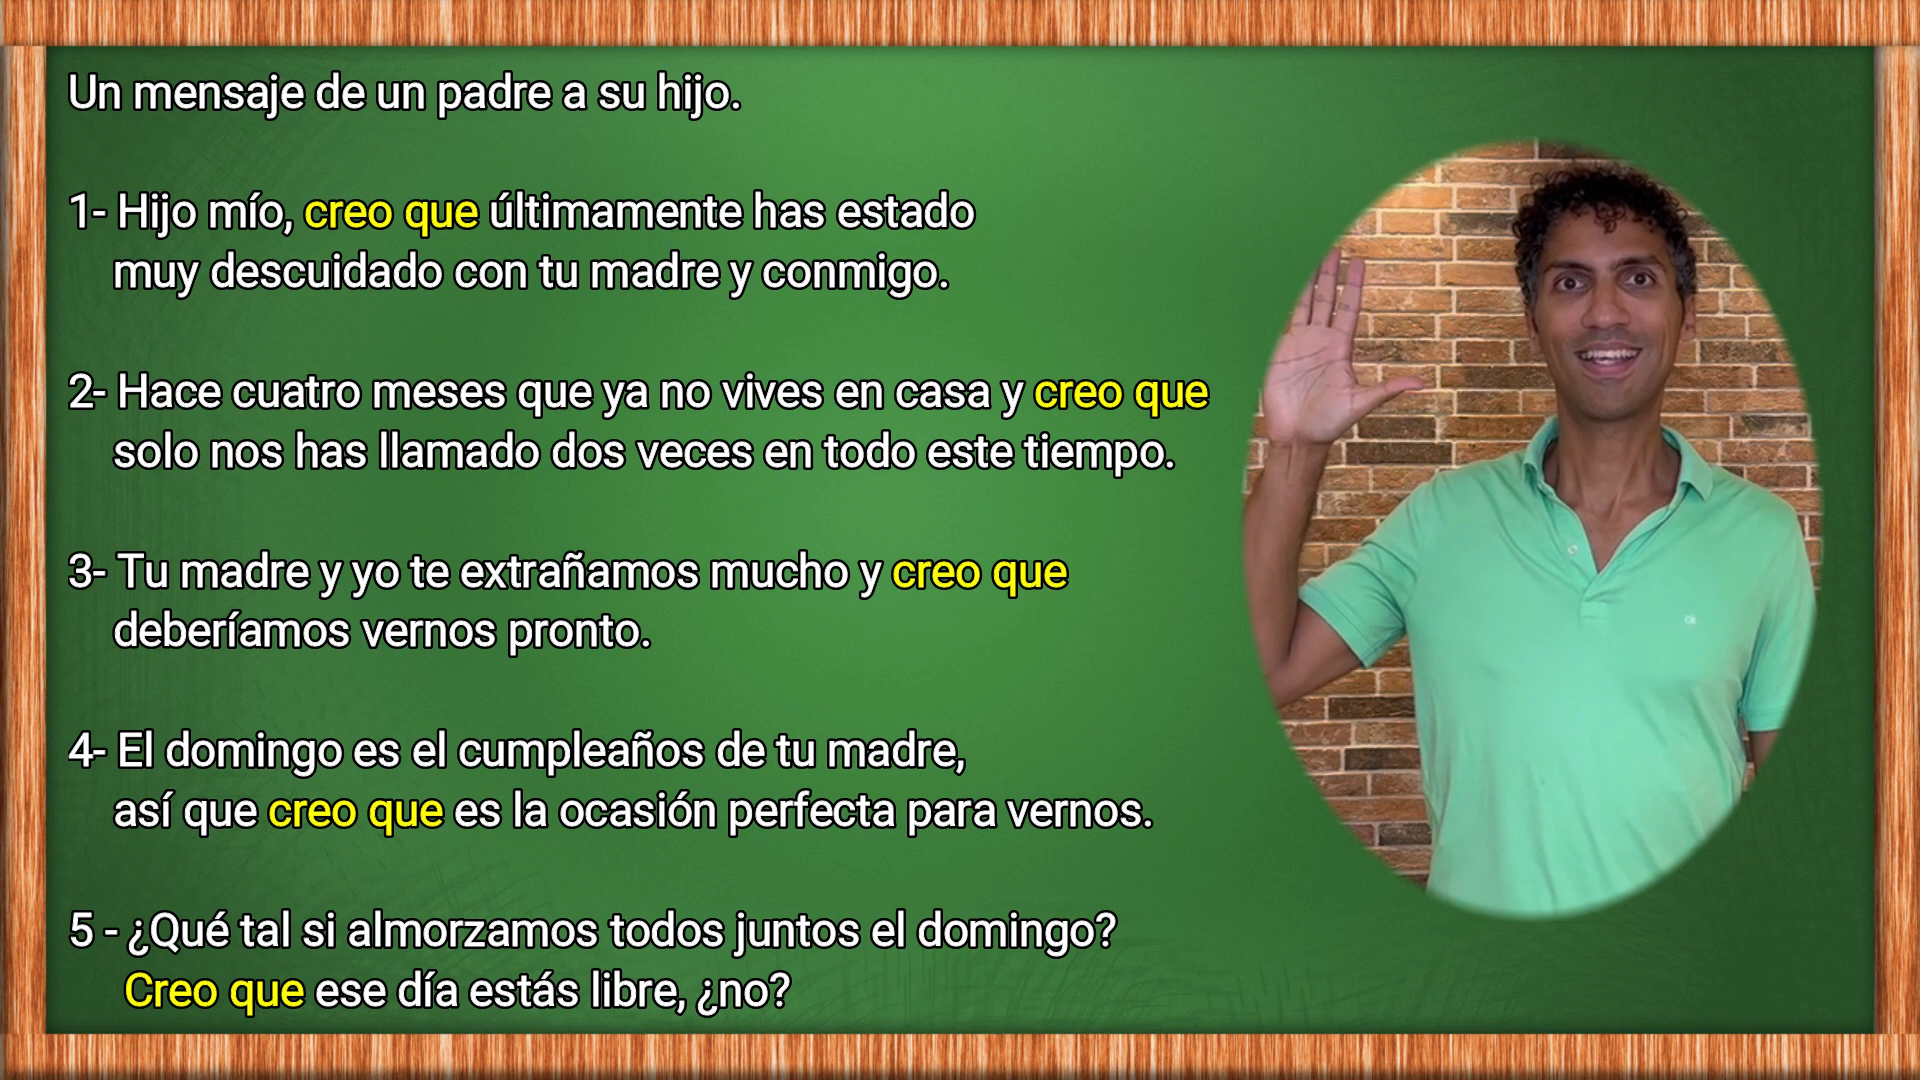 Un mensaje de un padre a su hijo.
1- Hijo mío, creo que últimamente has estado
muy descuidado con tu madre y conmigo.
2- Hace cuatro meses que ya no vives en casa y creo que
solo nos has llamado dos veces en todo este tiempo.
3- Tu madre y yo te extrañamos mucho y creo que
deberíamos vernos pronto.
4- El domingo es el cumpleaños de tu madre,
así que creo que es la ocasión perfecta para vernos.
5 - ¿Qué tal si almorzamos todos juntos el domingo?
Creo que ese día estás libre, ¿no?